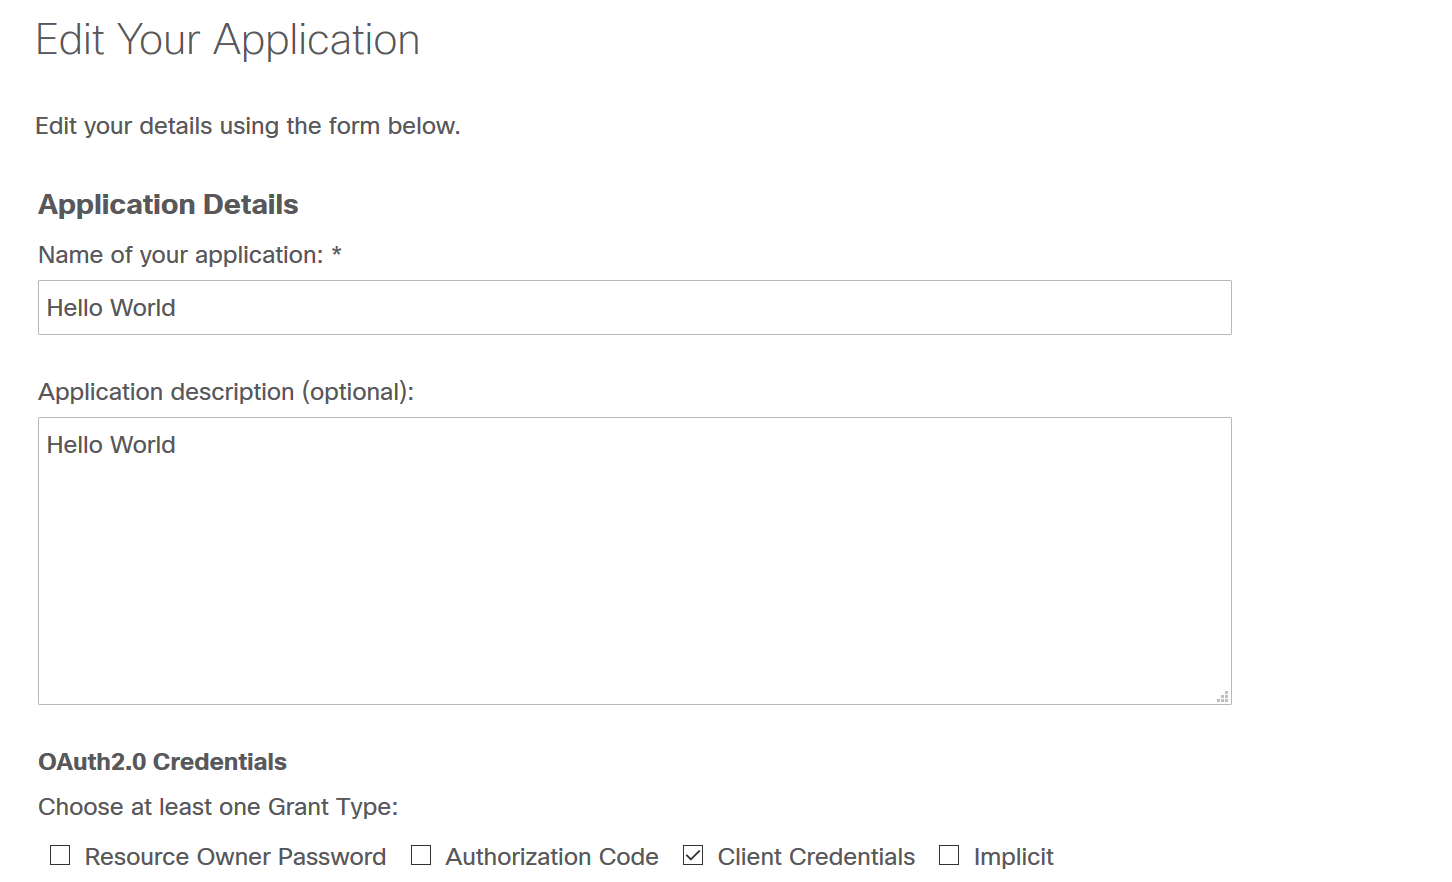 Edit Your Application
Edit your details using the form below.
Application Details
Name of your application: *
Hello World
Application description (optional):
Hello World
OAuth2.0 Credentials
Choose at least one Grant Type:
Resource Owner Password Authorization Code Client Credentials Implicit